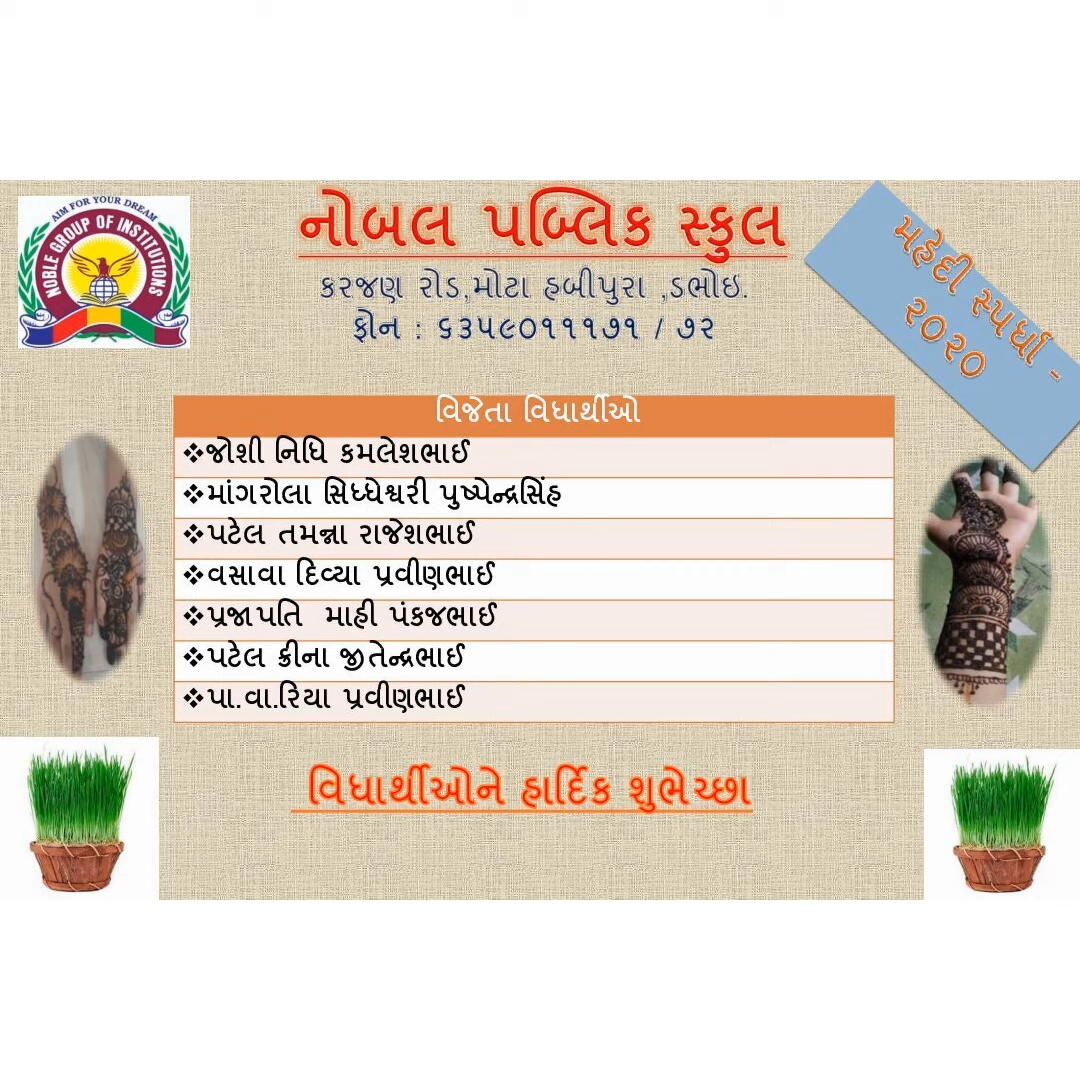 AIM FOR YOUR DREAM
NOBLE GROUP OF INSTITUTIONS
નોબલ પબ્લિક સ્કુલ
કરજણ રોડ,મોટા હબીપુરા ,ડભોઇ.
ફોન : ૬૩૫૯૦૧૧૧૭૧ / ૭૨
મહેદી સ્પર્ધા -
૨૦૨૦
વિજેતા વિધાર્થીઓ
❖જોશી નિધિ કમલેશભાઈ
❖માંગરોલા સિધ્ધેશ્વરી પુષ્પેન્દ્રસિંહ
❖પટેલ તમન્ના રાજેશભાઈ
❖વસાવા દિવ્યા પ્રવીણભાઈ
❖પ્રજાપતિ માહી પંકજભાઈ
❖પટેલ ક્રીના જીતેન્દ્રભાઈ
❖પા.વા.રિયા પ્રવીણભાઈ
વિધાર્થીઓને હાર્દિક શુભેચ્છા